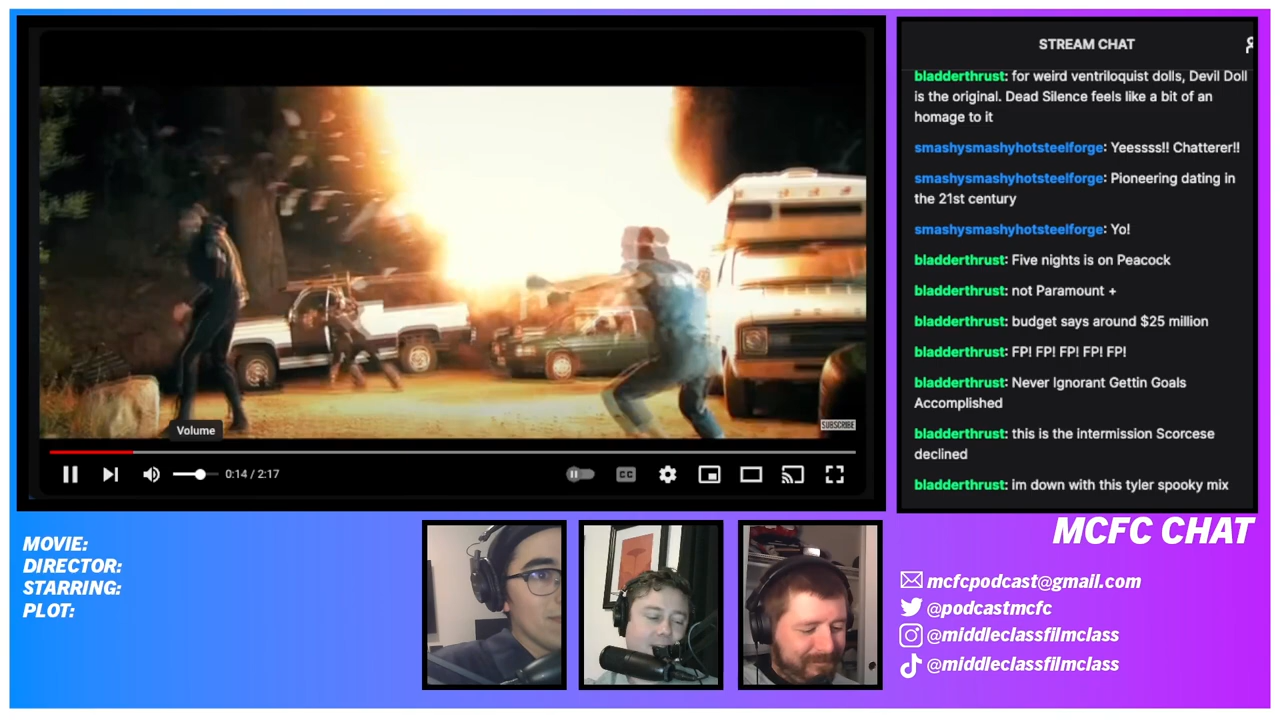 SUBSCRIBE
Volume
0:14 / 2:17
CC
STREAM CHAT
bladderthrust: for weird ventriloquist dolls, Devil Doll
is the original. Dead Silence feels like a bit of an
homage to it
smashysmashyhotsteelforge: Yeessss!! Chatterer!!
smashysmashyhotsteelforge: Pioneering dating in
the 21st century
smashysmashyhotsteelforge: Yo!
bladderthrust: Five nights is on Peacock
bladderthrust: not Paramount +
bladderthrust: budget says around $25 million
bladderthrust: FP! FP! FP! FP! FP!
bladderthrust: Never Ignorant Gettin Goals
Accomplished
bladderthrust: this is the intermission Scorcese
declined
bladderthrust: im down with this tyler spooky mix
MOVIE:
DIRECTOR:
STARRING:
PLOT:
MCFC CHAT
mcfcpodcast@gmail.com
@podcastmcfc
@middleclassfilmclass
@middleclassfilmclass